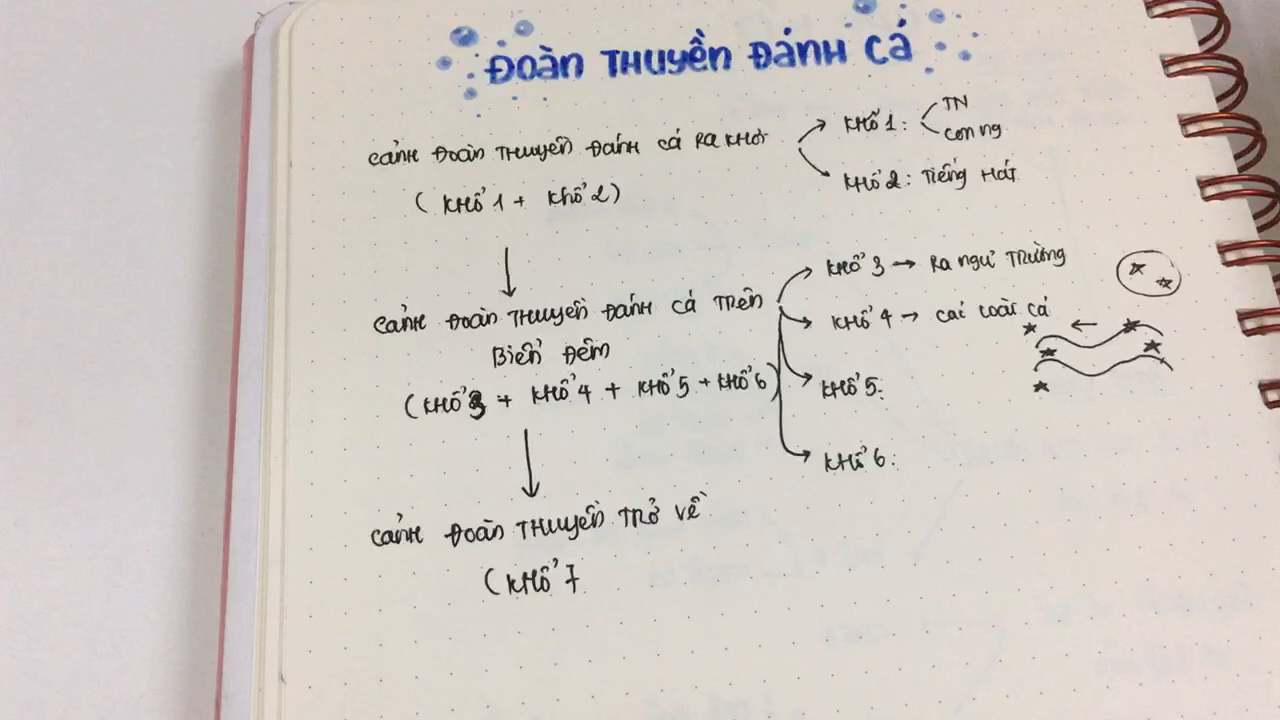 ĐOÀN THUYỀN ĐÁNH CÁ
CẢNH ĐOÀN THUYỀN ĐÁNH CÁ RA KHƠI
(KHỔ 1 + KHỔ 2)
KHỔ 1: TN
Con ng
KHỔ 2: Tiếng Hát
CẢNH ĐOÀN THUYỀN ĐÁNH CÁ TRÊN
BIỂN ĐÊM
(KHỔ 3 + KHỔ 4 + KHỔ 5 + KHỔ 6)
KHỔ 3 → Ra ngư TRƯỜNG
KHỔ 4 → các Loài cá
KHỔ 5:
KHỔ 6:
CẢNH ĐOÀN THUYỀN TRỞ VỀ
(KHỔ 7